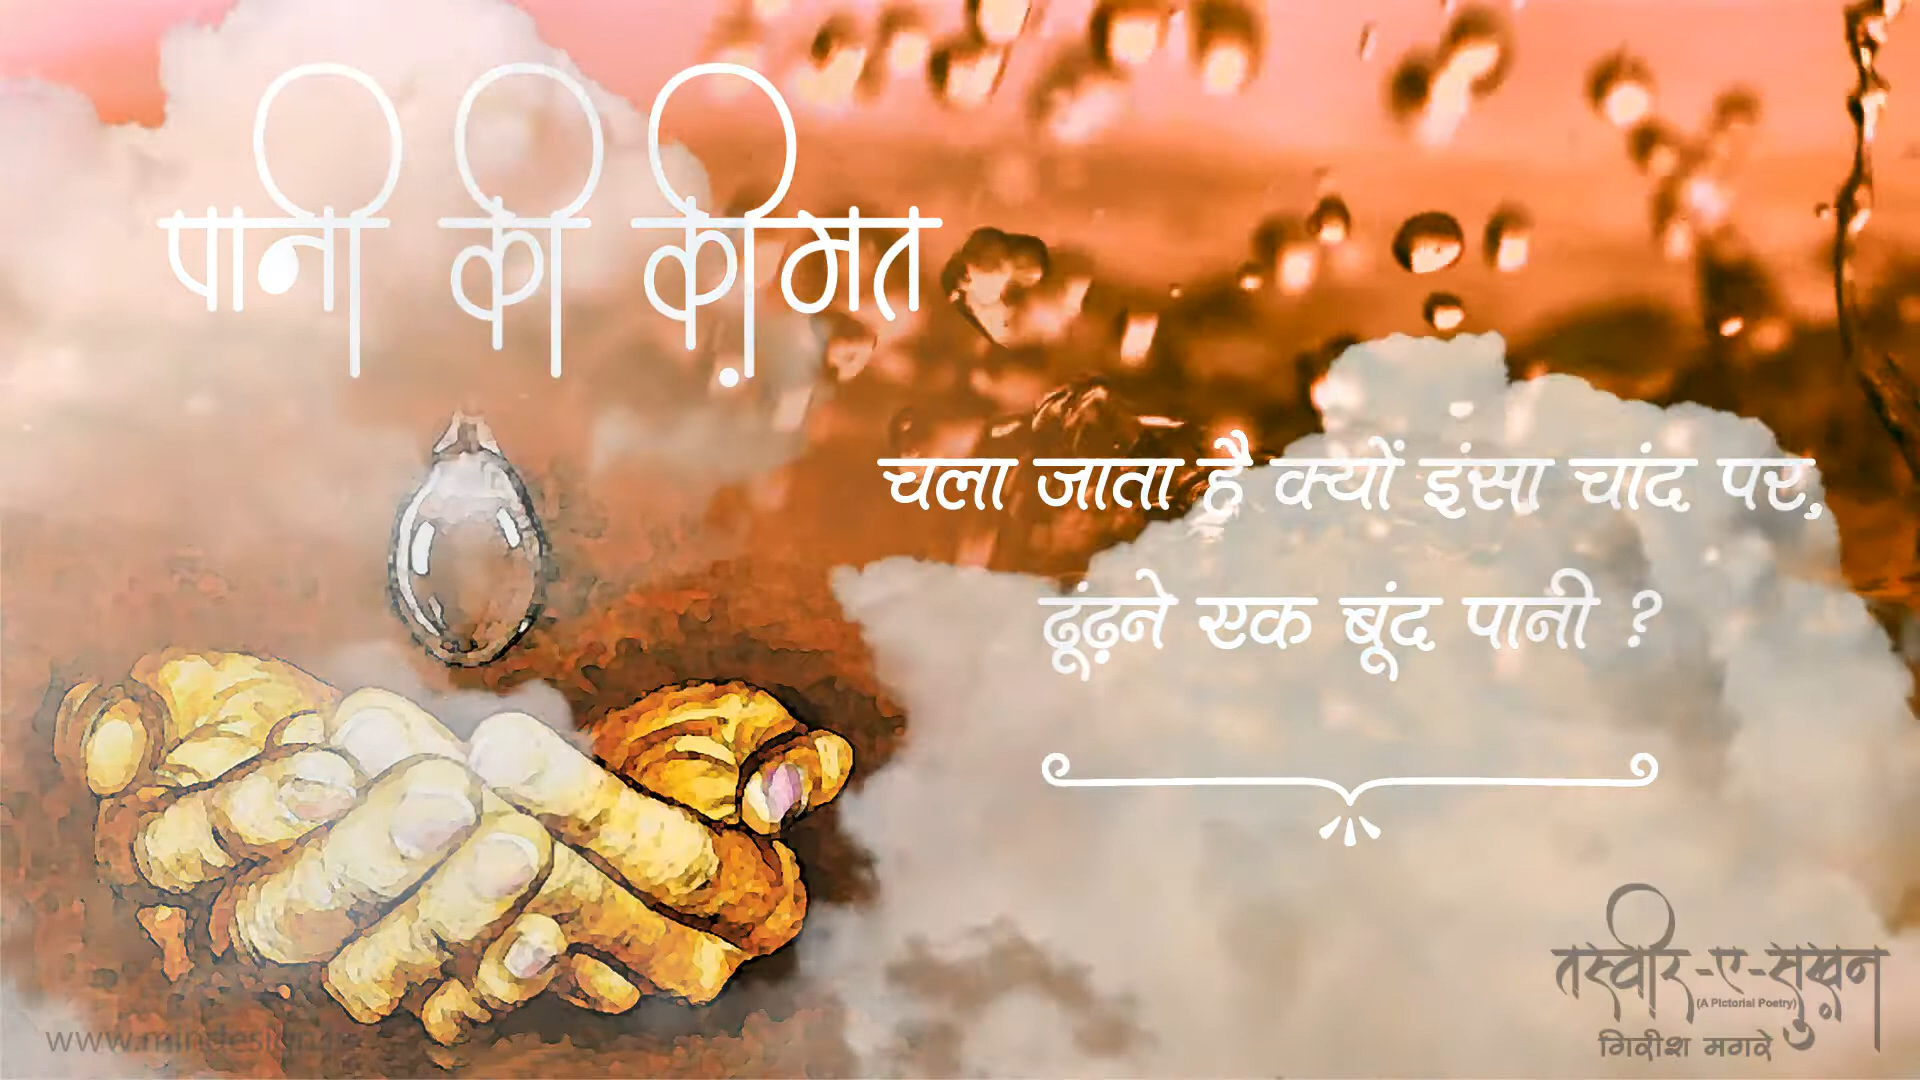 पानी की क़ीमत
चला जाता है क्यों इंसा चांद पर,
ढूंढ़ने एक बूंद पानी ?
तस्वीर-ए-सुख़न
(A Pictorial Poetry)
गिरीश मगरे